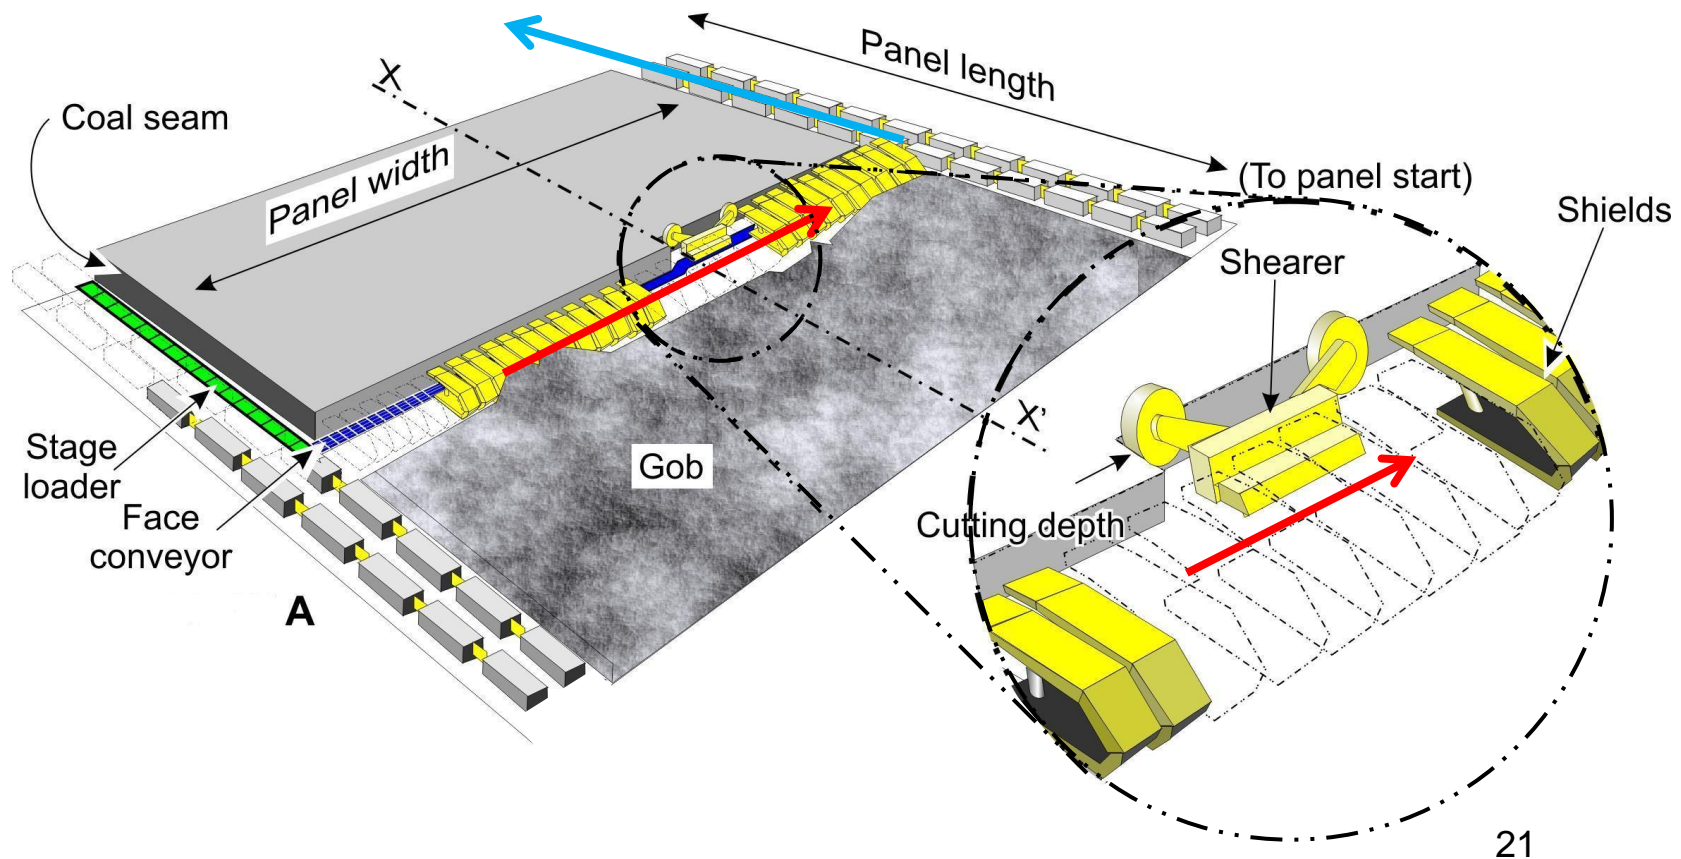 X
Panel length
Coal seam
Panel width
(To panel start)
Shields
Shearer
X'
Gob
Stage
loader
Face
conveyor
Cutting depth
A
21